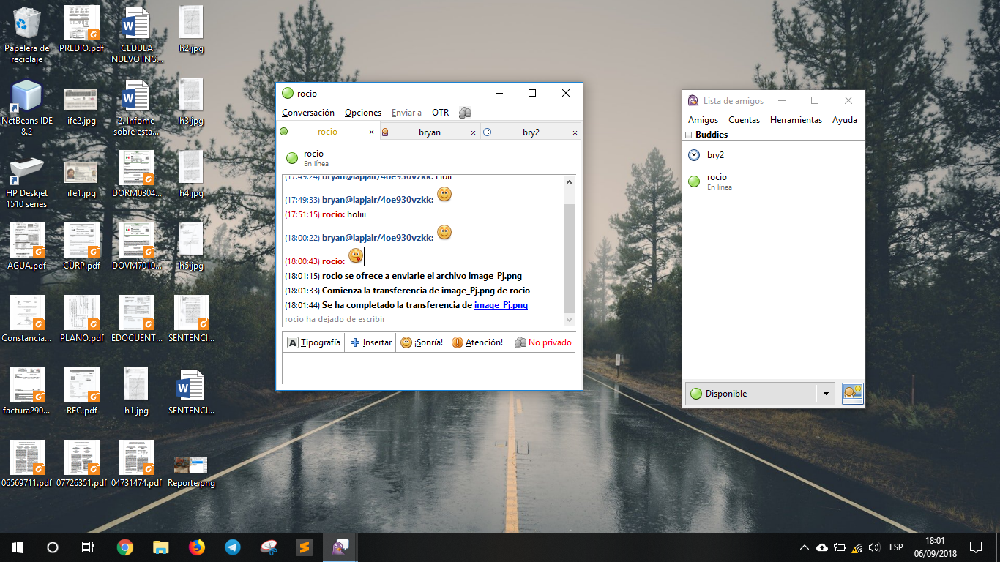 Papelera de
reciclaje
PREDIO.pdf
CEDULA
NUEVO ING...
h2.jpg
NetBeans IDE
8.2
ife2.jpg
2. Infome
sobre esta...
h3.jpg
HP Deskjet
1510 series
ife1.jpg
DORM0304...
h4.jpg
AGUA.pdf
CURP.pdf
DOVM7010...
h5.jpg
Constancia...
PLANO.pdf
EDOCUENT...
SENTENCI...
factura290...
RFC.pdf
h1.jpg
SENTENCI...
06569711.pdf
07726351.pdf
04731474.pdf
Reporte.png
rocio
Conversación Opciones Enviar a OTR
rocio × bryan × bry2 ×
rocio
En línea
(17:49:24) bryan@lapjair/4oe930vzkk: Holi
(17:49:33) bryan@lapjair/4oe930vzkk:
(17:51:15) rocio: holiii
(18:00:22) bryan@lapjair/4oe930vzkk:
(18:00:43) rocio:
(18:01:15) rocio se ofrece a enviarle el archivo image_Pj.png
(18:01:33) Comienza la transferencia de image_Pj.png de rocio
(18:01:44) Se ha completado la transferencia de image_Pj.png
rocio ha dejado de escribir
A Tipografía Insertar ¡Sonría! Atención! No privado
Lista de amigos
Amigos Cuentas Herramientas Ayuda
Buddies
bry2
rocio
En línea
Disponible
ESP
18:01
06/09/2018